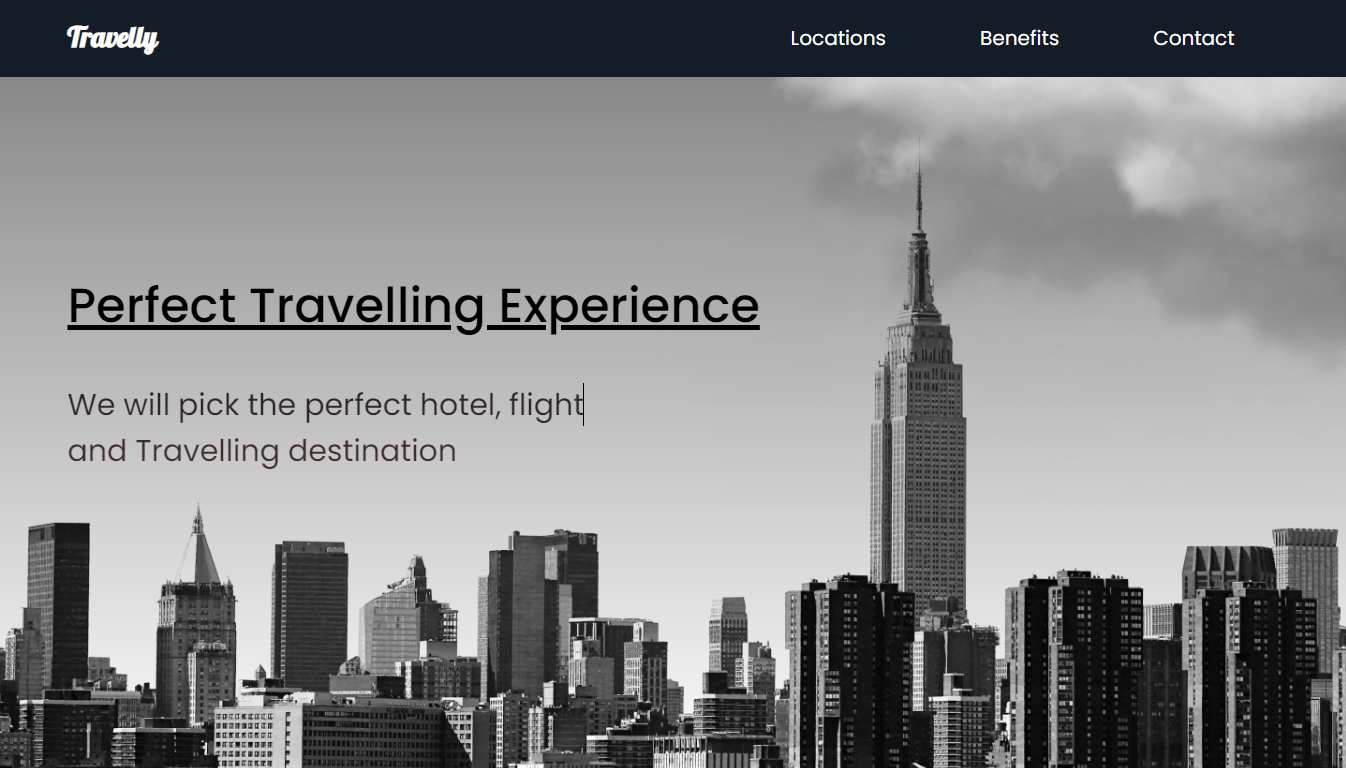 Travelly
Locations Benefits Contact
Perfect Travelling Experience
We will pick the perfect hotel, flight
and Travelling destination